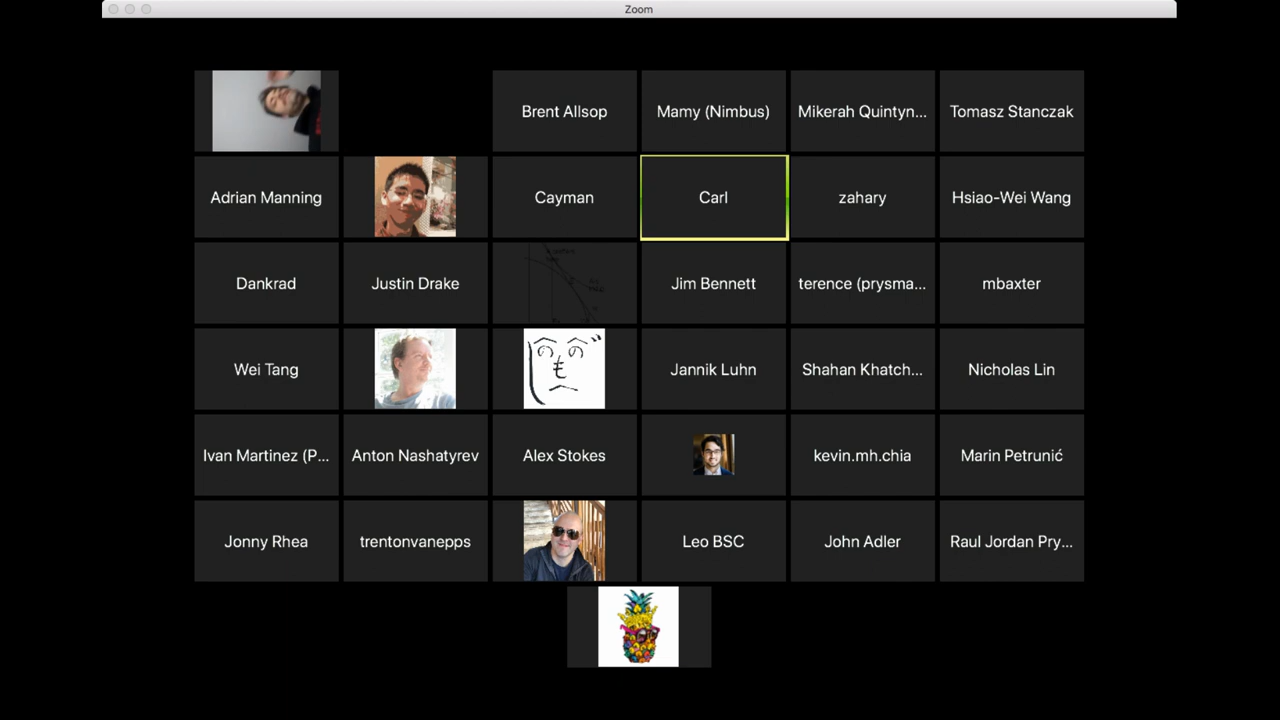 Zoom
Brent Allsop
Mamy (Nimbus)
Mikerah Quintyn...
Tomasz Stanczak
Adrian Manning
Cayman
Carl
zahary
Hsiao-Wei Wang
Dankrad
Justin Drake
Jim Bennett
terence (prysma...
mbaxter
Wei Tang
Jannik Luhn
Shahan Khatch...
Nicholas Lin
Ivan Martinez (P...
Anton Nashatyrev
Alex Stokes
kevin.mh.chia
Marin Petrunić
Jonny Rhea
trentonvanepps
Leo BSC
John Adler
Raul Jordan Pry...